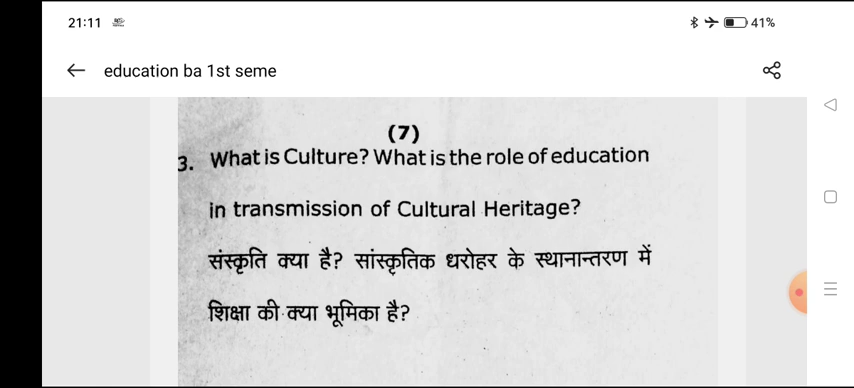 21:11
41%
education ba 1st seme
(7)
3. What is Culture? What is the role of education
in transmission of Cultural Heritage?
संस्कृति क्या है? सांस्कृतिक धरोहर के स्थानान्तरण में
शिक्षा की क्या भूमिका है?